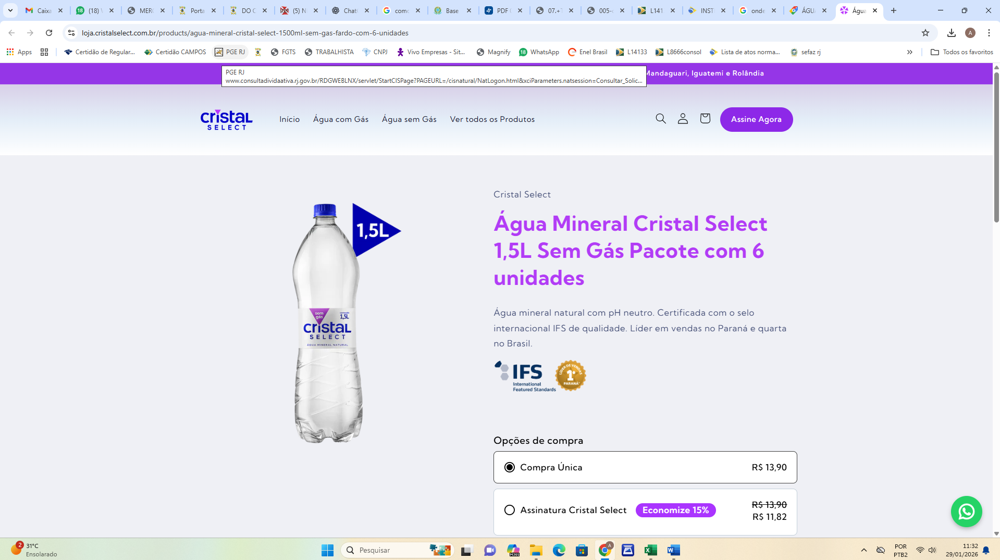 Caixa
(18) W
MERC
Porta
DO C
(5) N
Chat
como
Base
PDF
07.+
005-
L141
INST
onde
ÁGU
Água
loja.cristalselect.com.br/products/agua-mineral-cristal-select-1500ml-sem-gas-fardo-com-6-unidades
A
Apps
Certidão de Regular...
Certidão CAMPOS
PGE RJ
FGTS
TRABALHISTA
CNPJ
Vivo Empresas - Sit...
Magnify
WhatsApp
Enel Brasil
L14133
L8666consol
Lista de atos norma...
sefaz rj
Todos os favoritos
PGE RJ
www.consultadividaativa.rj.gov.br/RDGWEBLNX/servlet/StartCISPage?PAGEURL=/cisnatural/NatLogon.html&xciParameters.natsession=Consultar_Solic...
Mandaguari, Iguatemi e Rolândia
cristal
SELECT
Início
Água com Gás
Água sem Gás
Ver todos os Produtos
Assine Agora
1,5L
sem
gás
conteúdo
1,5L
cristal
SELECT
ÁGUA MINERAL NATURAL
Cristal Select
Água Mineral Cristal Select
1,5L Sem Gás Pacote com 6
unidades
Água mineral natural com pH neutro. Certificada com o selo
internacional IFS de qualidade. Líder em vendas no Paraná e quarta
no Brasil.
IFS
International
Featured Standards
LÍDER DE VENDAS
1º
PARANÁ
Opções de compra
Compra Única
R$ 13,90
Assinatura Cristal Select
Economize 15%
R$ 13,90
R$ 11,82
2
31°C
Ensolarado
Pesquisar
M365
A
POR
PTB2
11:32
29/01/2026